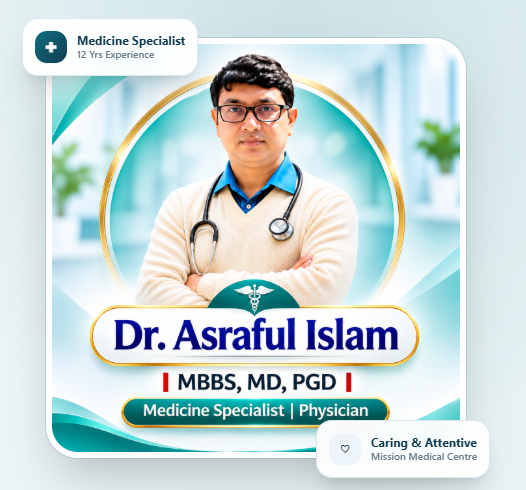 Medicine Specialist
12 Yrs Experience
Dr. Asraful Islam
MBBS, MD, PGD
Medicine Specialist | Physician
Caring & Attentive
Mission Medical Centre